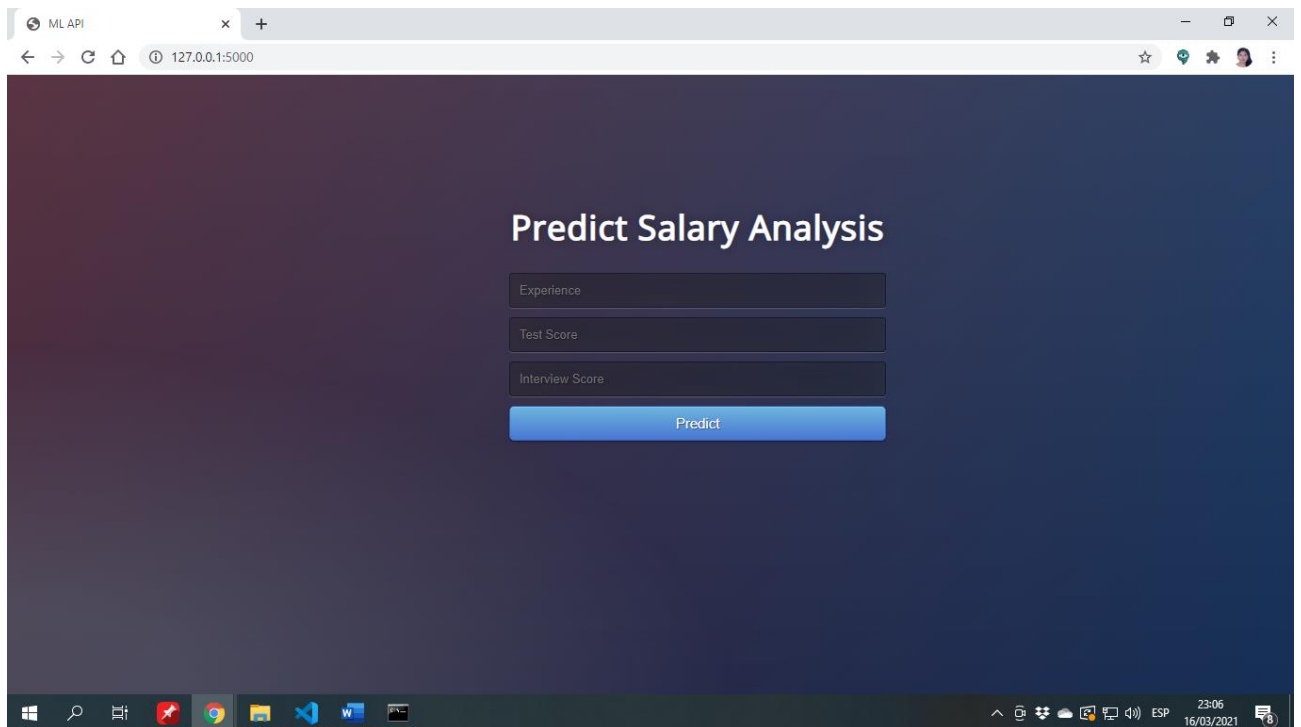 ML API
127.0.0.1:5000
Predict Salary Analysis
Experience
Test Score
Interview Score
Predict
ESP
23:06
16/03/2021
8